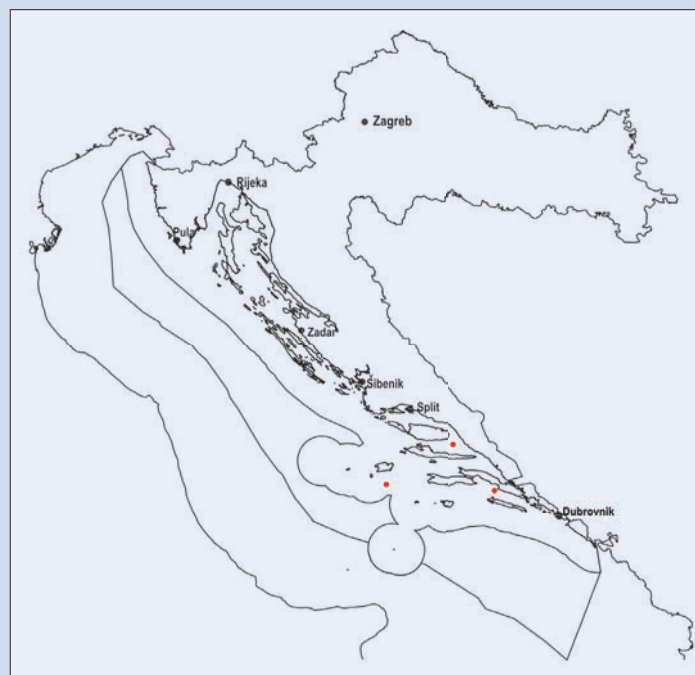 Zagreb
Rijeka
Pula
Zadar
Šibenik
Split
Dubrovnik